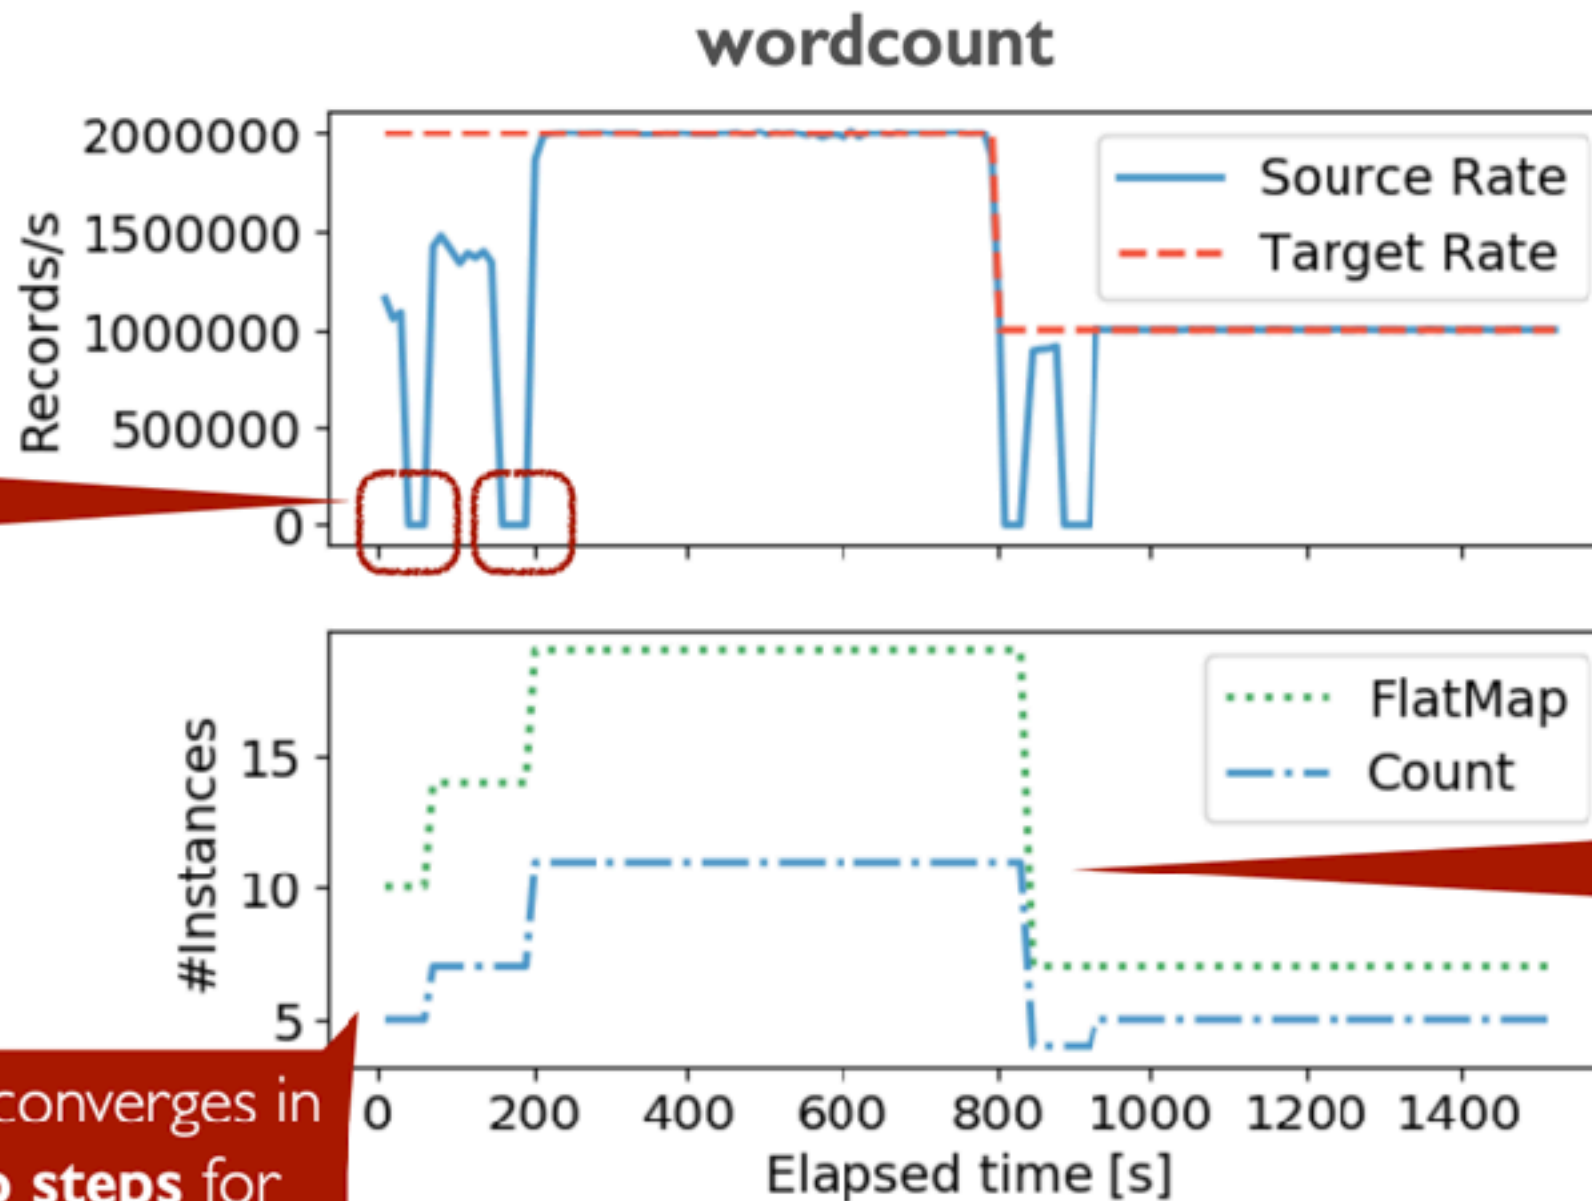 wordcount
Records/s
2000000
1500000
1000000
500000
0
Source Rate
Target Rate
#Instances
15
10
5
FlatMap
Count
0 200 400 600 800 1000 1200 1400
Elapsed time [s]
converges in
steps for